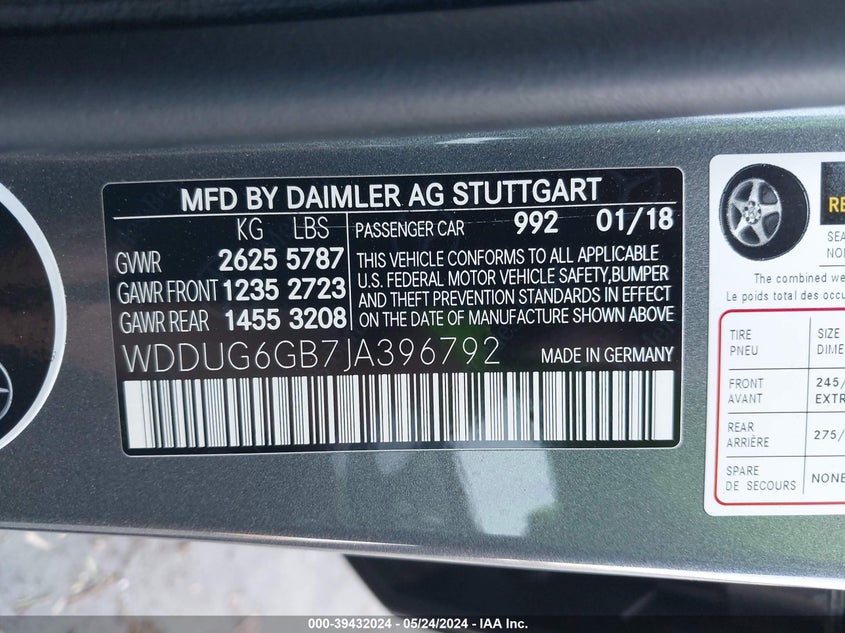 MFD BY DAIMLER AG STUTTGART
KG LBS
GVWR 2625 5787
GAWR FRONT 1235 2723
GAWR REAR 1455 3208
PASSENGER CAR 992 01/18
THIS VEHICLE CONFORMS TO ALL APPLICABLE
U.S. FEDERAL MOTOR VEHICLE SAFETY,BUMPER
AND THEFT PREVENTION STANDARDS IN EFFECT
ON THE DATE OF MANUFACTURE SHOWN ABOVE
WDDUG6GB7JA396792 MADE IN GERMANY
The combined
Le poids total des
TIRE SIZE
PNEU
FRONT 245/
AVANT
REAR 275/
ARRIÈRE
SPARE NONE
DE SECOURS
000-39432024 - 05/24/2024 - IAA Inc.